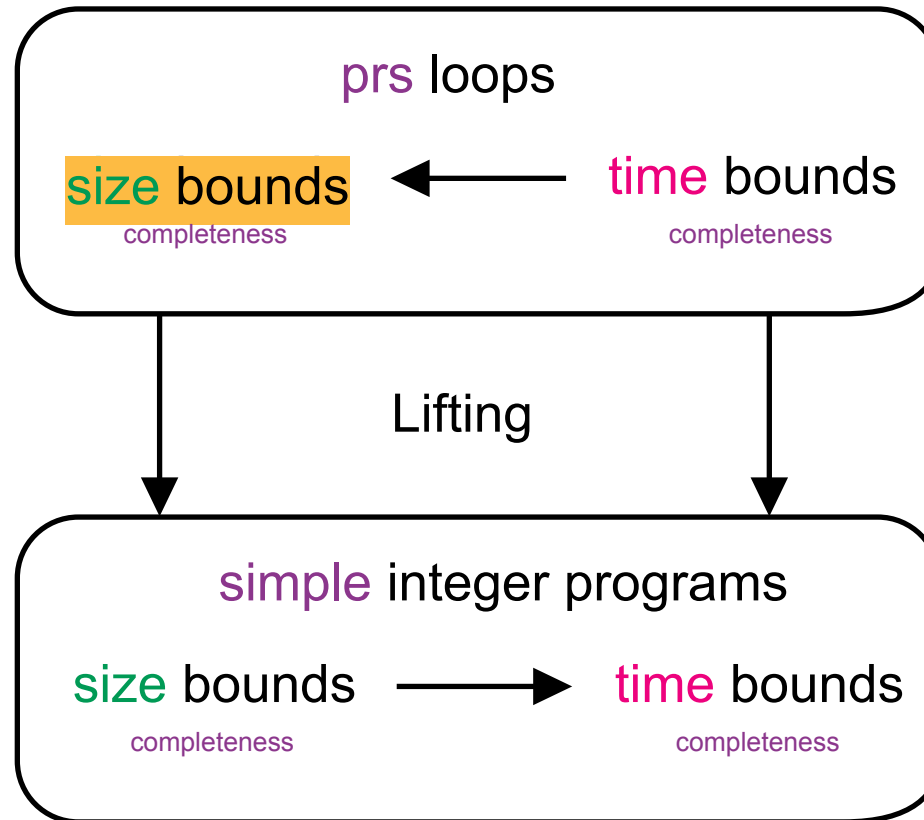 prs loops
size bounds
time bounds
completeness
completeness
Lifting
simple integer programs
size bounds
time bounds
completeness
completeness